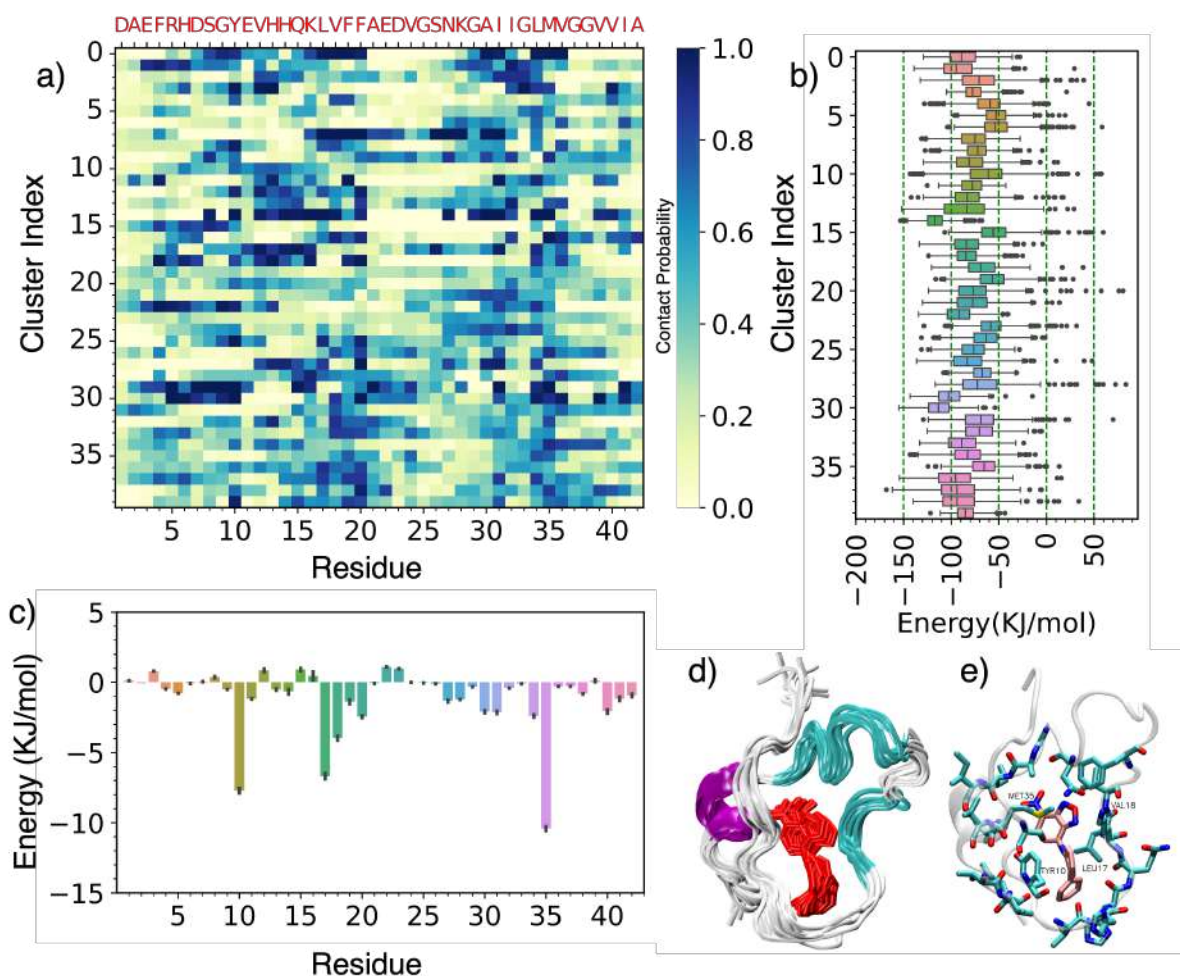 DAEFRHDSGYEVHHQKLVFFAEDVGSNKGAIIGLMVGGVVIA
a)
0
5
10
15
20
25
30
35
Cluster Index
5 10 15 20 25 30 35 40
Residue
1.0
0.8
0.6
0.4
0.2
0.0
Contact Probability
b)
0
5
10
15
20
25
30
35
Cluster Index
−200 −150 −100 −50 0 50
Energy(KJ/mol)
c)
5
0
−5
−10
−15
Energy (KJ/mol)
5 10 15 20 25 30 35 40
Residue
d)
e)
MET35
VAL18
TYR10
LEU17